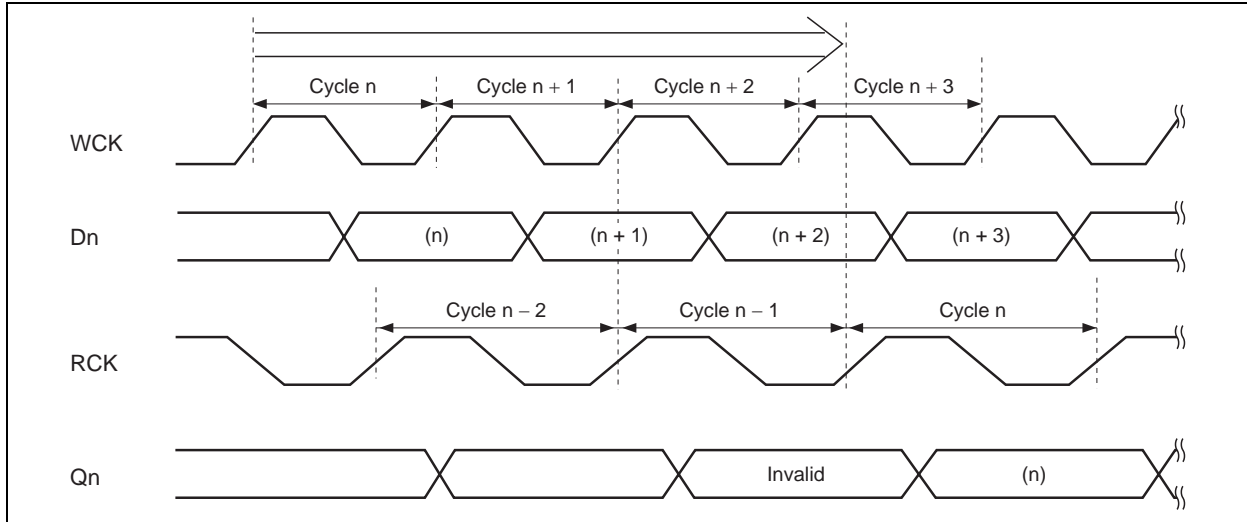 Cycle n
Cycle n + 1
Cycle n + 2
Cycle n + 3
WCK
Dn
(n)
(n + 1)
(n + 2)
(n + 3)
Cycle n − 2
Cycle n − 1
Cycle n
RCK
Qn
Invalid
(n)